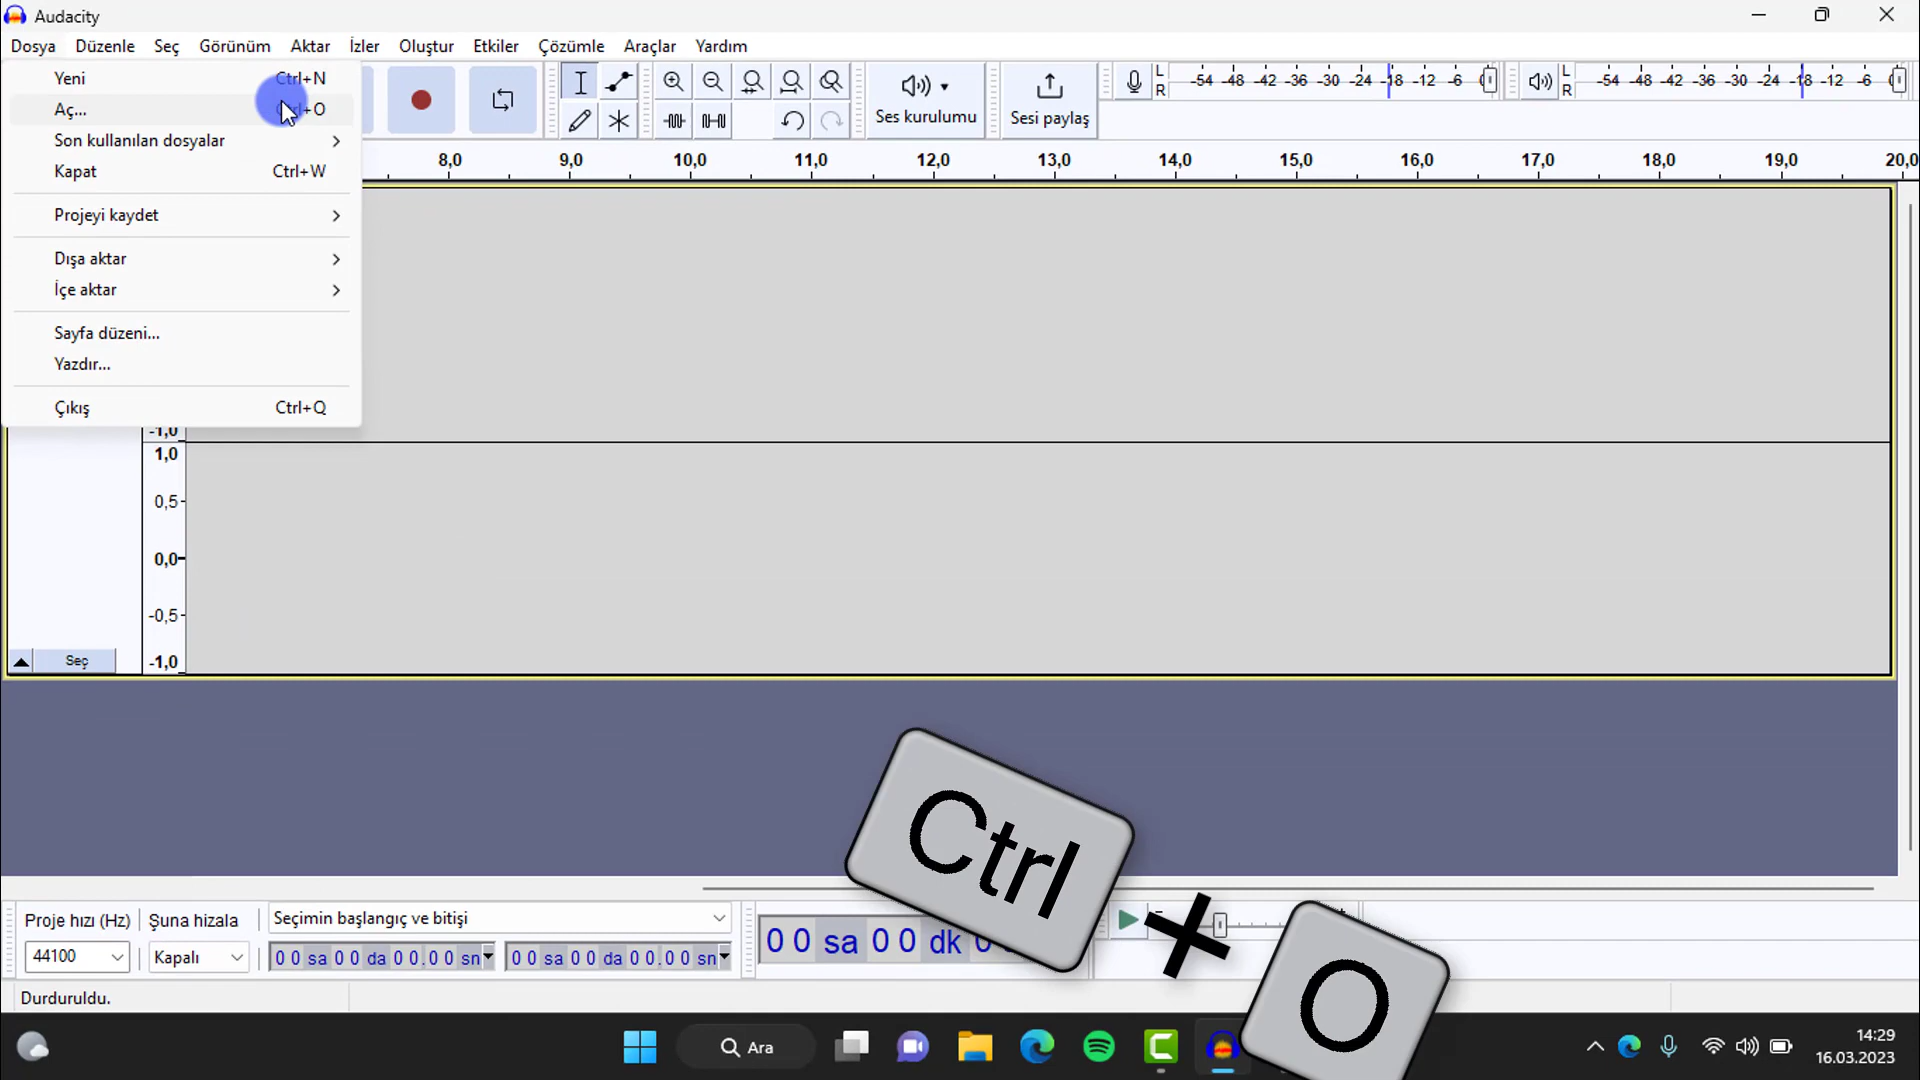 Audacity
Dosya Düzenle Seç Görünüm Aktar İzler Oluştur Etkiler Çözümle Araçlar Yardım
Yeni Ctrl+N
Aç... +O
Son kullanılan dosyalar
Kapat Ctrl+W
Projeyi kaydet
Dışa aktar
İçe aktar
Sayfa düzeni...
Yazdır...
Çıkış Ctrl+Q
Ses kurulumu
Sesi paylaş
L
R
-54 -48 -42 -36 -30 -24 -18 -12 -6
L
R
-54 -48 -42 -36 -30 -24 -18 -12 -6
8,0 9,0 10,0 11,0 12,0 13,0 14,0 15,0 16,0 17,0 18,0 19,0 20,0
-1,0
1,0
0,5
0,0
-0,5
-1,0
Seç
Ctrl
+
O
Proje hızı (Hz) Şuna hizala Seçimin başlangıç ve bitişi
44100 Kapalı 00 sa 00 da 00.00 sn 00 sa 00 da 00.00 sn
00 sa 00 dk
Durduruldu.
Ara
14:29
16.03.2023